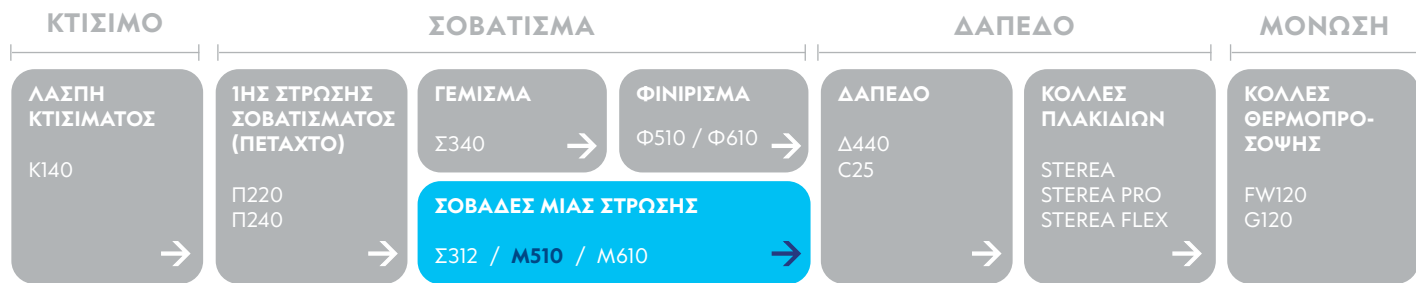 ΚΤΙΣΙΜΟ
ΣΟΒΑΤΙΣΜΑ
ΔΑΠΕΔΟ
ΜΟΝΩΣΗ
ΛΑΣΠΗ
ΚΤΙΣΙΜΑΤΟΣ
Κ140
1ΗΣ ΣΤΡΩΣΗΣ
ΣΟΒΑΤΙΣΜΑΤΟΣ
(ΠΕΤΑΧΤΟ)
Π220
Π240
ΓΕΜΙΣΜΑ
Σ340
ΦΙΝΙΡΙΣΜΑ
Φ510 / Φ610
ΣΟΒΑΔΕΣ ΜΙΑΣ ΣΤΡΩΣΗΣ
Σ312 / Μ510 / Μ610
ΔΑΠΕΔΟ
Δ440
C25
ΚΟΛΛΕΣ
ΠΛΑΚΙΔΙΩΝ
STEREA
STEREA PRO
STEREA FLEX
ΚΟΛΛΕΣ
ΘΕΡΜΟΠΡΟ-
ΣΟΨΗΣ
FW120
G120